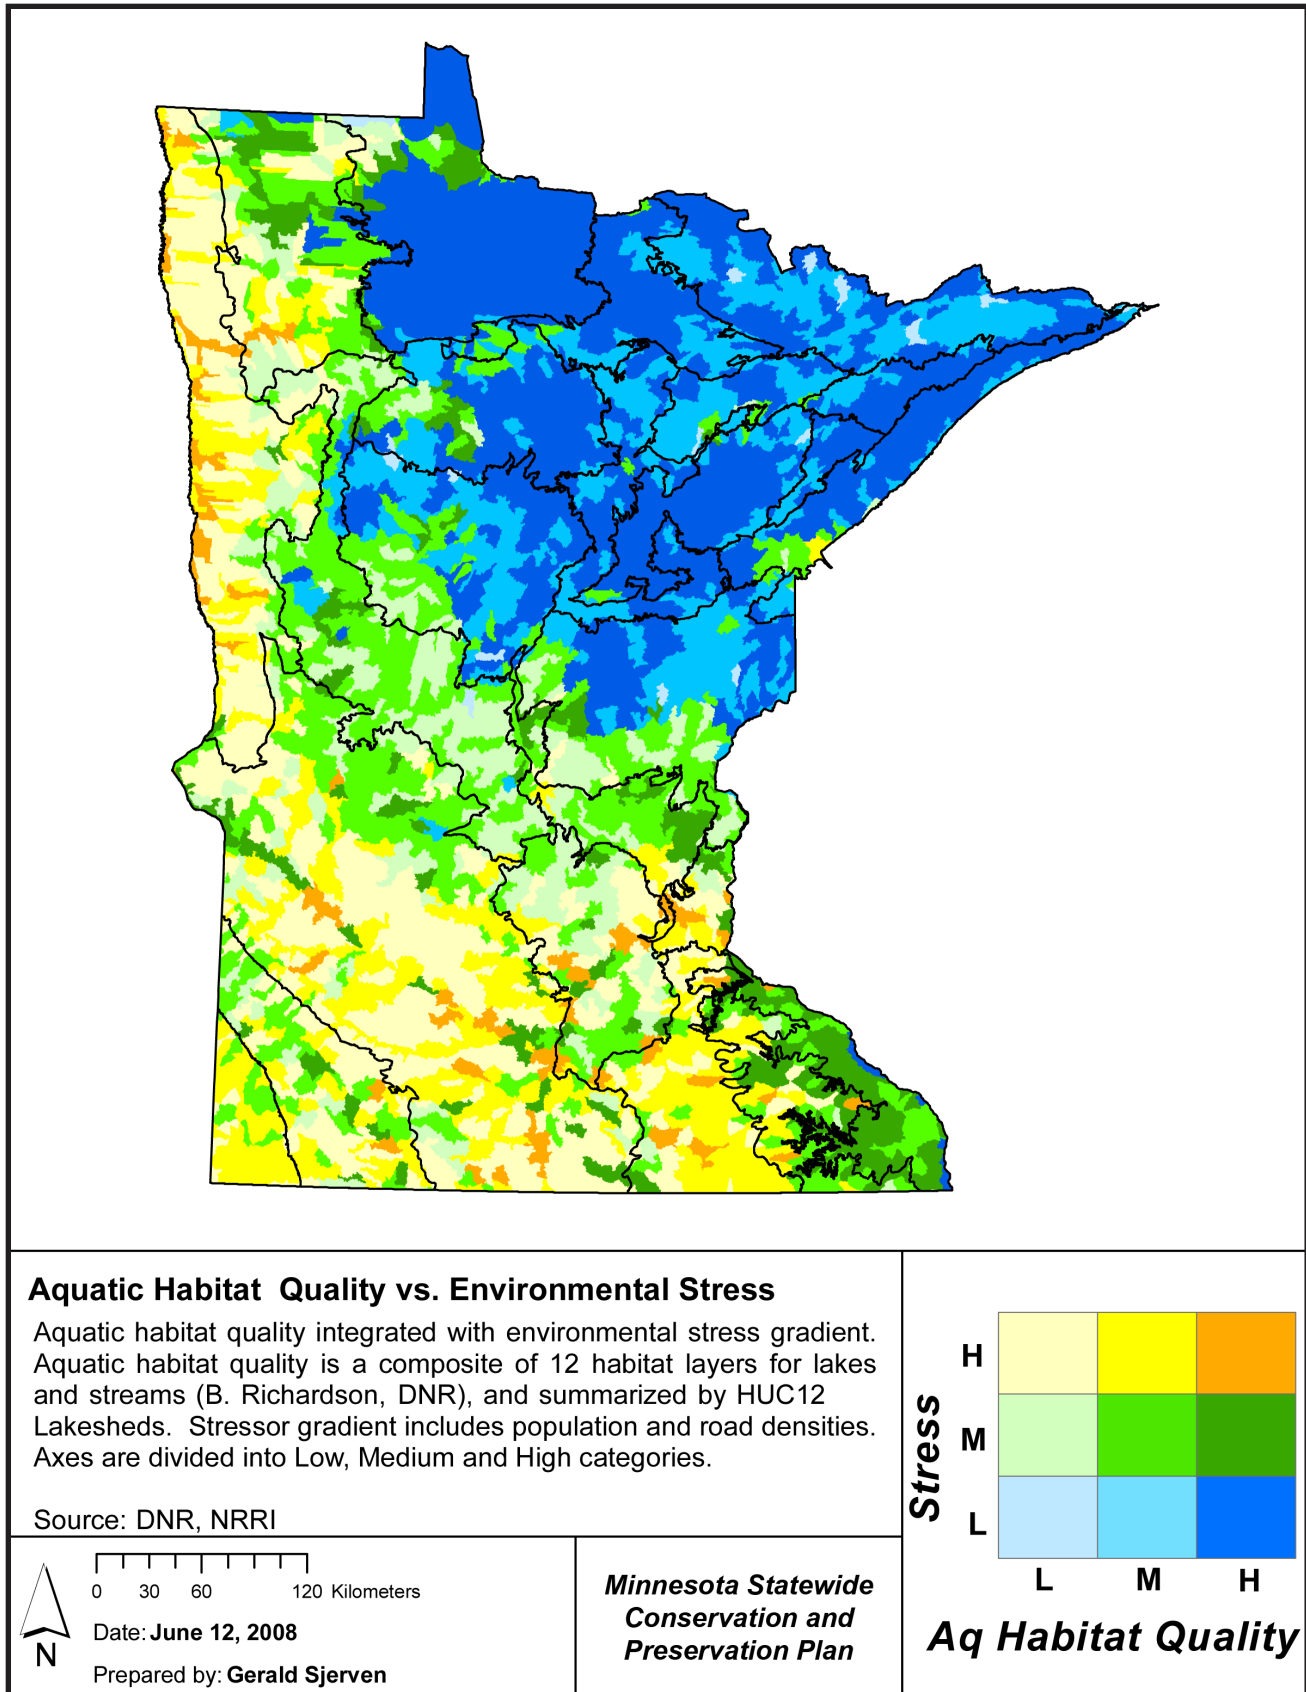 Aquatic Habitat Quality vs. Environmental Stress
Aquatic habitat quality integrated with environmental stress gradient.
Aquatic habitat quality is a composite of 12 habitat layers for lakes
and streams (B. Richardson, DNR), and summarized by HUC12
Lakesheds. Stressor gradient includes population and road densities.
Axes are divided into Low, Medium and High categories.
Source: DNR, NRRI
0 30 60 120 Kilometers
N
Date: June 12, 2008
Prepared by: Gerald Sjerven
Minnesota Statewide
Conservation and
Preservation Plan
Stress
H
M
L
L M H
Aq Habitat Quality